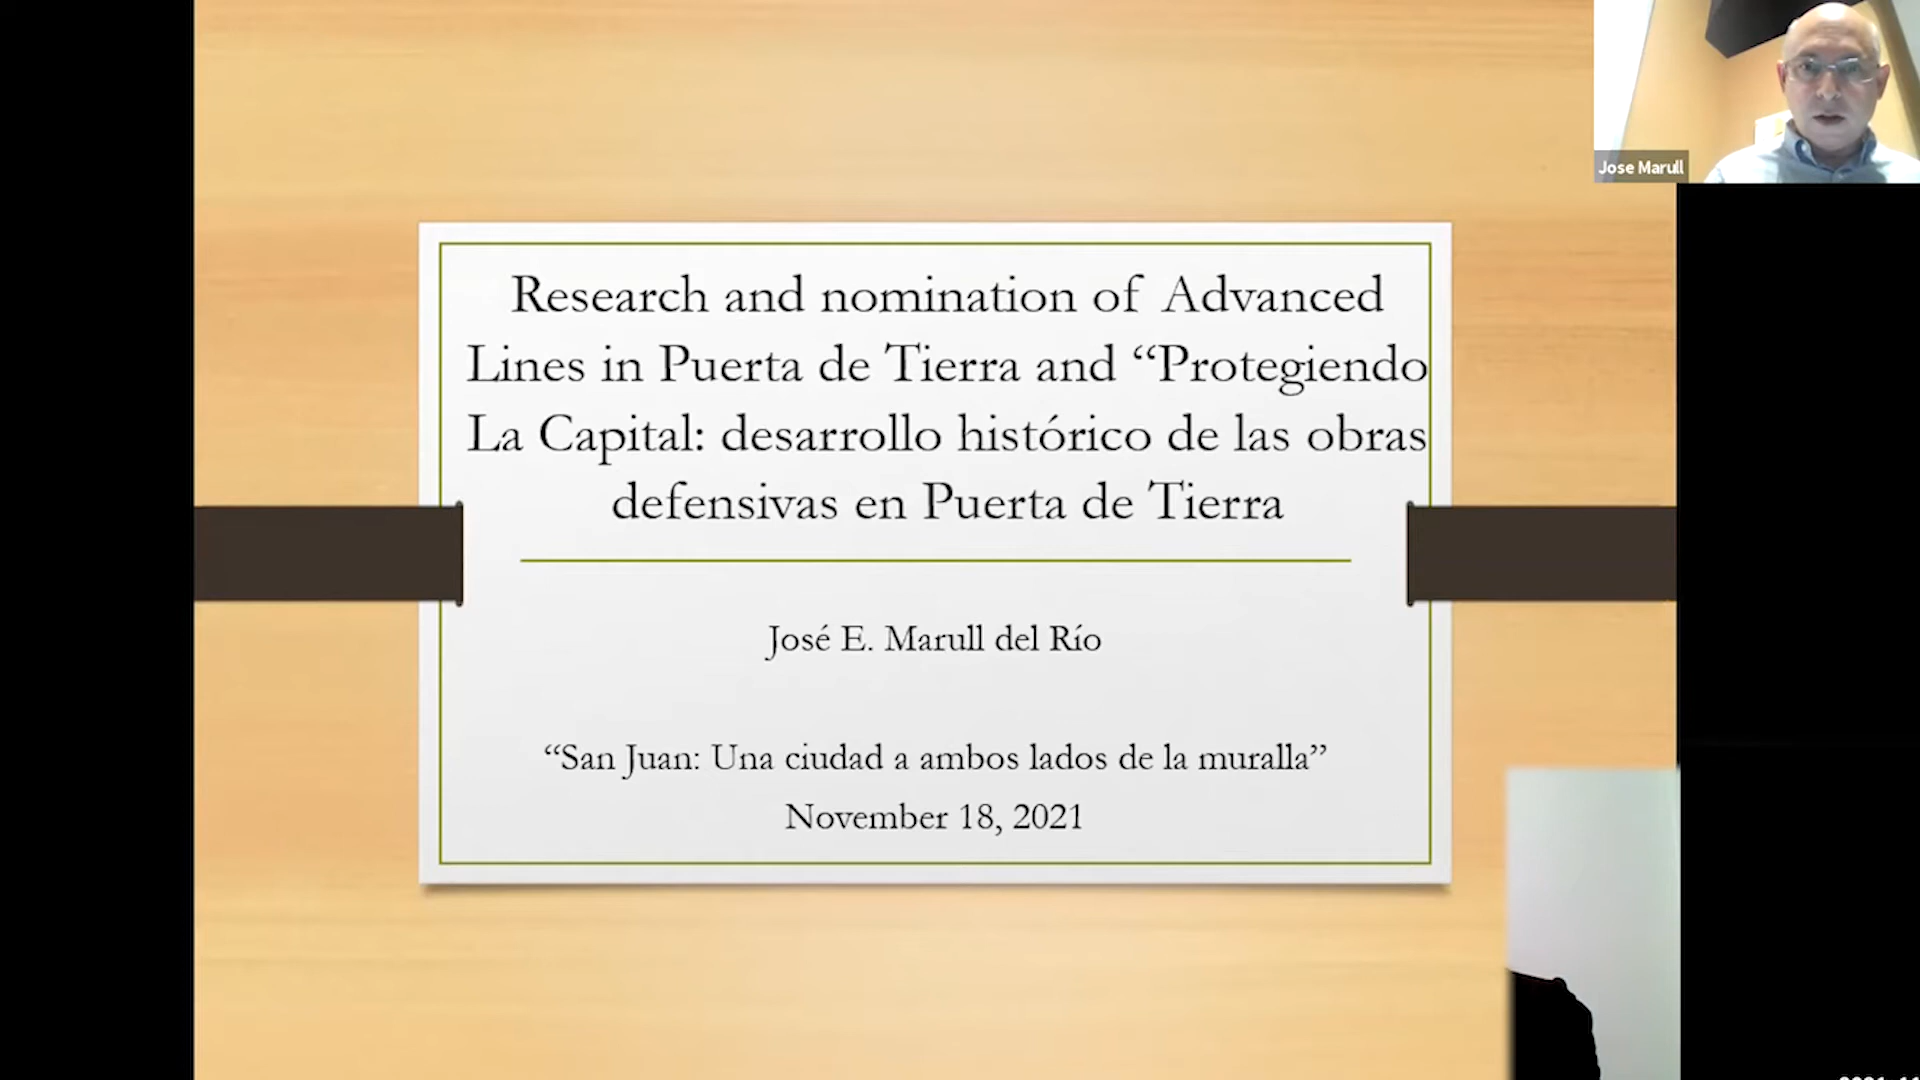 Jose Marull
Research and nomination of Advanced
Lines in Puerta de Tierra and “Protegiendo
La Capital: desarrollo histórico de las obras
defensivas en Puerta de Tierra
José E. Marull del Río
“San Juan: Una ciudad a ambos lados de la muralla”
November 18, 2021